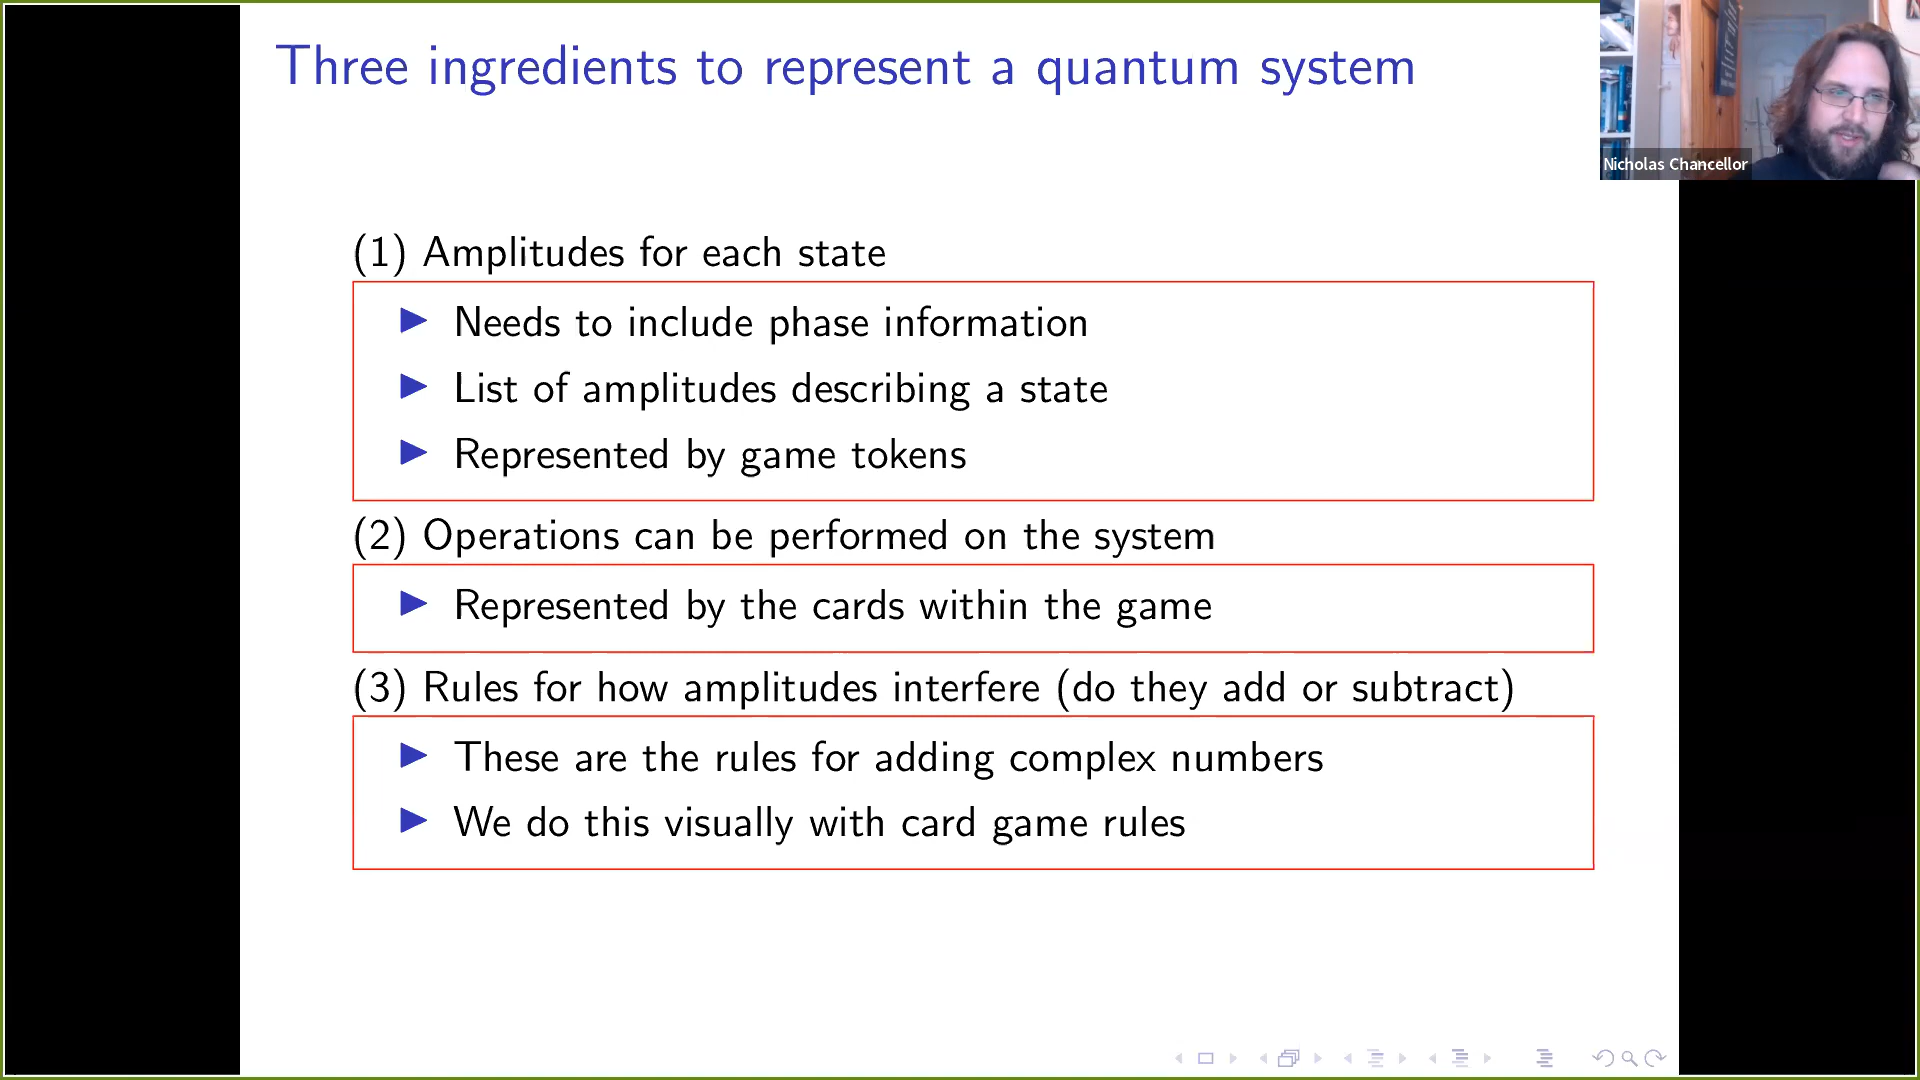 Three ingredients to represent a quantum system
Nicholas Chancellor
(1) Amplitudes for each state
Needs to include phase information
List of amplitudes describing a state
Represented by game tokens
(2) Operations can be performed on the system
Represented by the cards within the game
(3) Rules for how amplitudes interfere (do they add or subtract)
These are the rules for adding complex numbers
We do this visually with card game rules